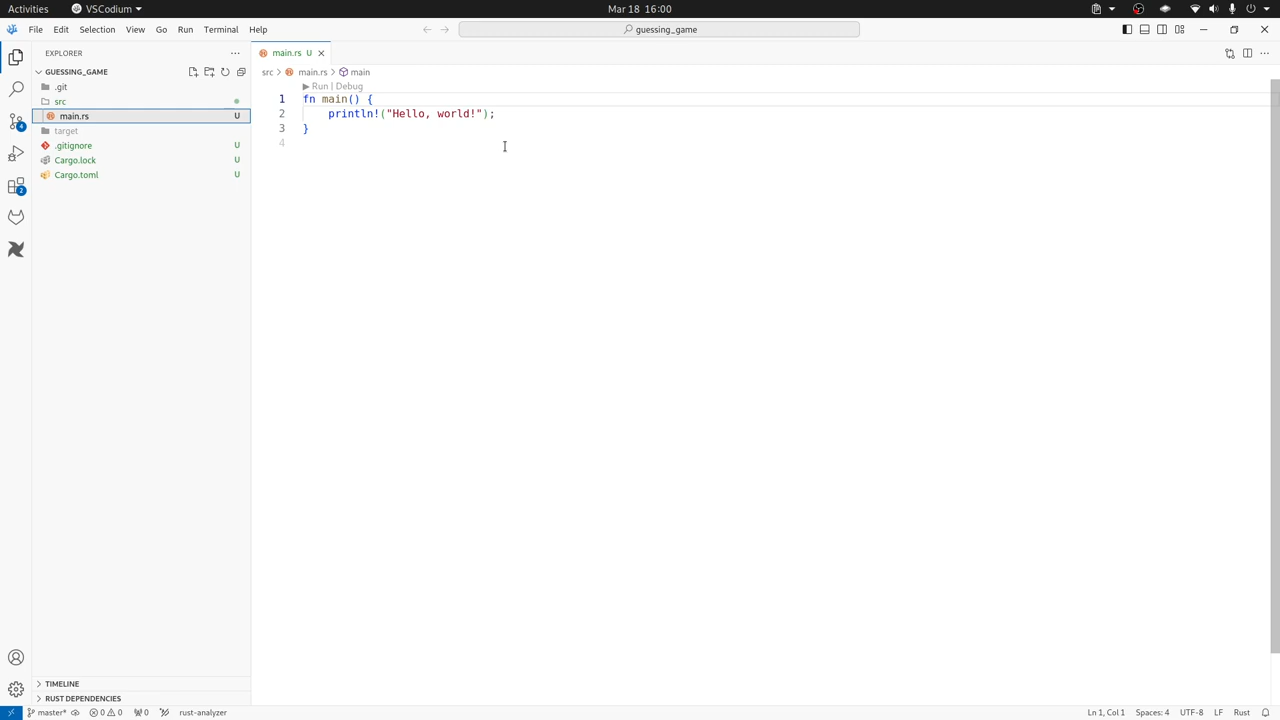 Activities VSCodium Mar 18 16:00
File Edit Selection View Go Run Terminal Help guessing_game
EXPLORER
GUESSING_GAME
.git
src
main.rs U
target
.gitignore U
Cargo.lock U
Cargo.toml U
4
2
TIMELINE
RUST DEPENDENCIES
main.rs U
src main.rs main
Run | Debug
1 fn main() {
2 println!("Hello, world!");
3 }
4
master* 0 0 0 rust-analyzer Ln 1, Col 1 Spaces: 4 UTF-8 LF Rust